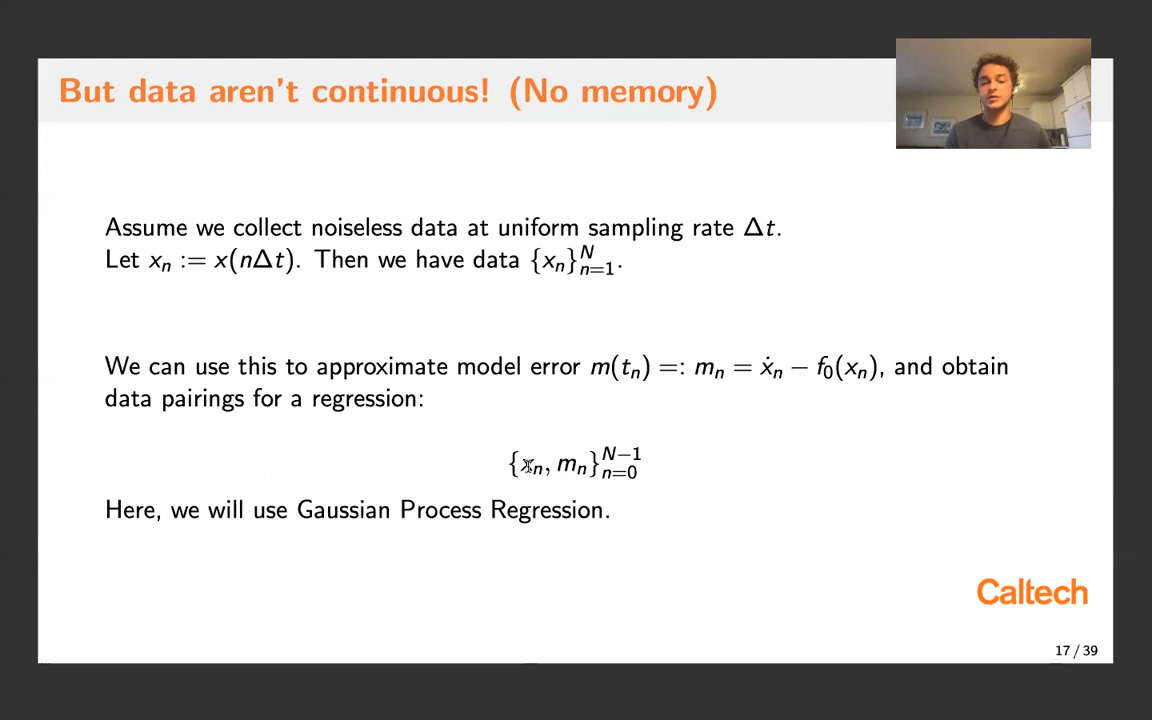 But data aren't continuous! (No memory)
Assume we collect noiseless data at uniform sampling rate Δt.
Let xₙ := x(nΔt). Then we have data {xₙ}ᴺₙ₌₁.
We can use this to approximate model error m(tₙ) =: mₙ = ẋₙ − f₀(xₙ), and obtain
data pairings for a regression:
{xₙ, mₙ}ᴺ⁻¹ₙ₌₀
Here, we will use Gaussian Process Regression.
Caltech
17 / 39